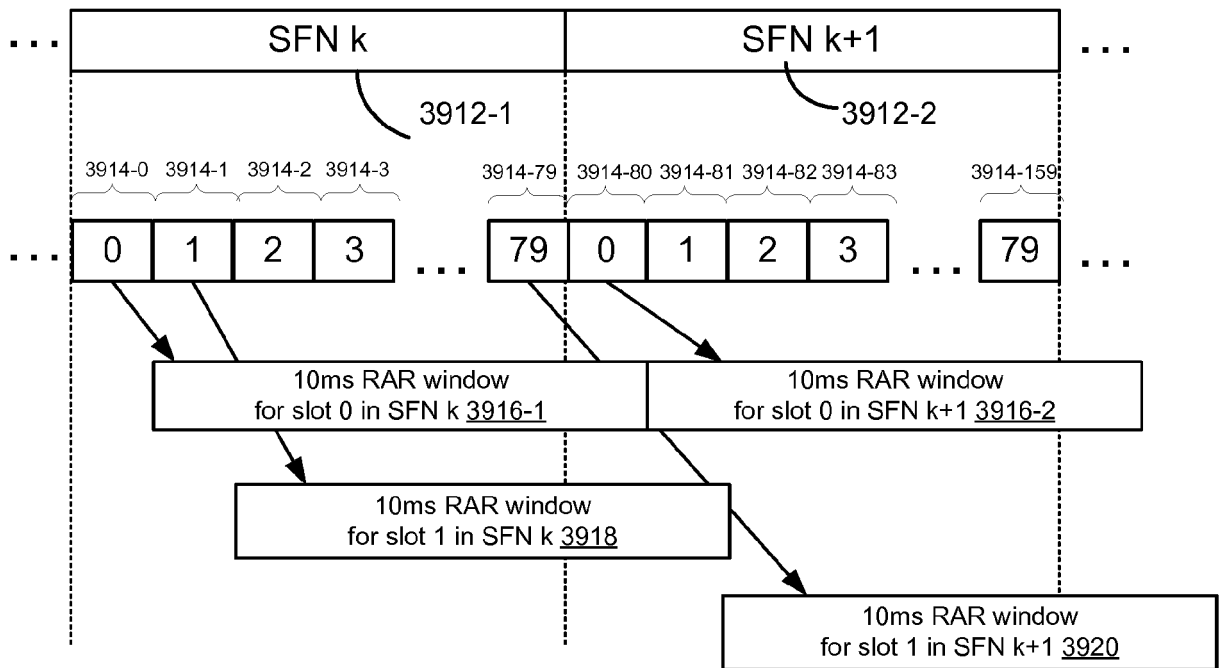 ... SFN k SFN k+1 ...
3912-1 3912-2
3914-0 3914-1 3914-2 3914-3 3914-79 3914-80 3914-81 3914-82 3914-83 3914-159
... 0 1 2 3 ... 79 0 1 2 3 ... 79 ...
10ms RAR window
for slot 0 in SFN k 3916-1
10ms RAR window
for slot 0 in SFN k+1 3916-2
10ms RAR window
for slot 1 in SFN k 3918
10ms RAR window
for slot 1 in SFN k+1 3920